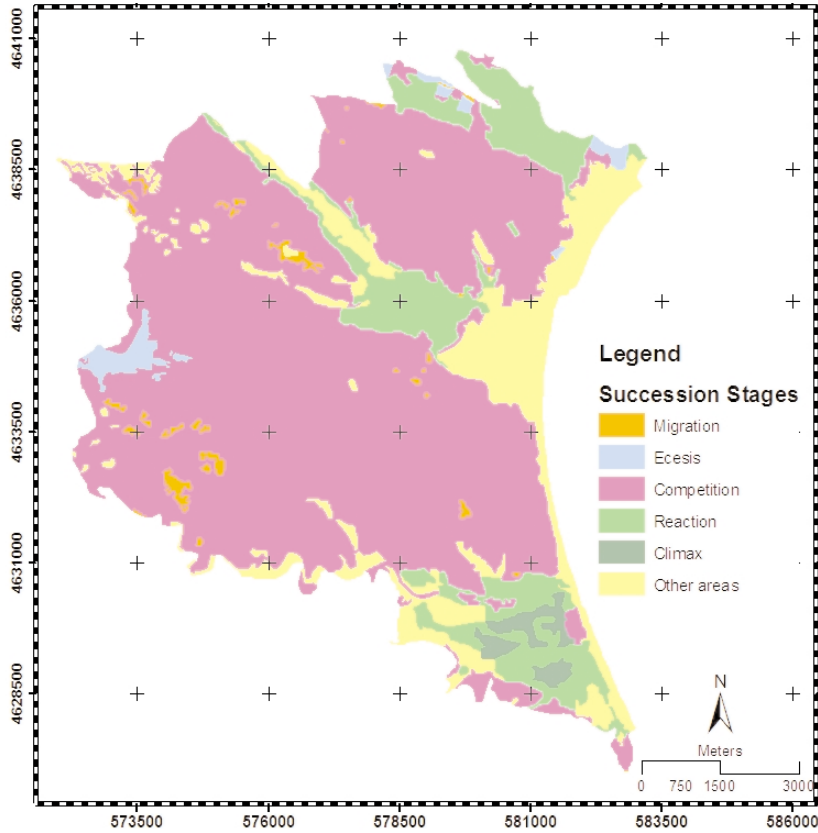 4641000
4638500
4636000
4633500
4631000
4628500
Legend
Succession Stages
Migration
Ecesis
Competition
Reaction
Climax
Other areas
N
Meters
0 750 1500 3000
573500 576000 578500 581000 583500 586000